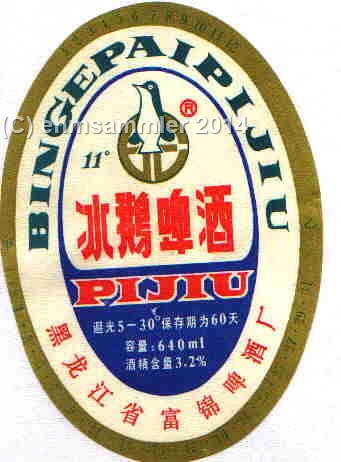 BINGEPAIPIJIU
(C) ehmsammler 2014
®
11°
冰鹅啤酒
PIJIU
避光5-30°保存期为60天
容量:640ml
酒精含量3.2%
黑龙江省富锦啤酒厂